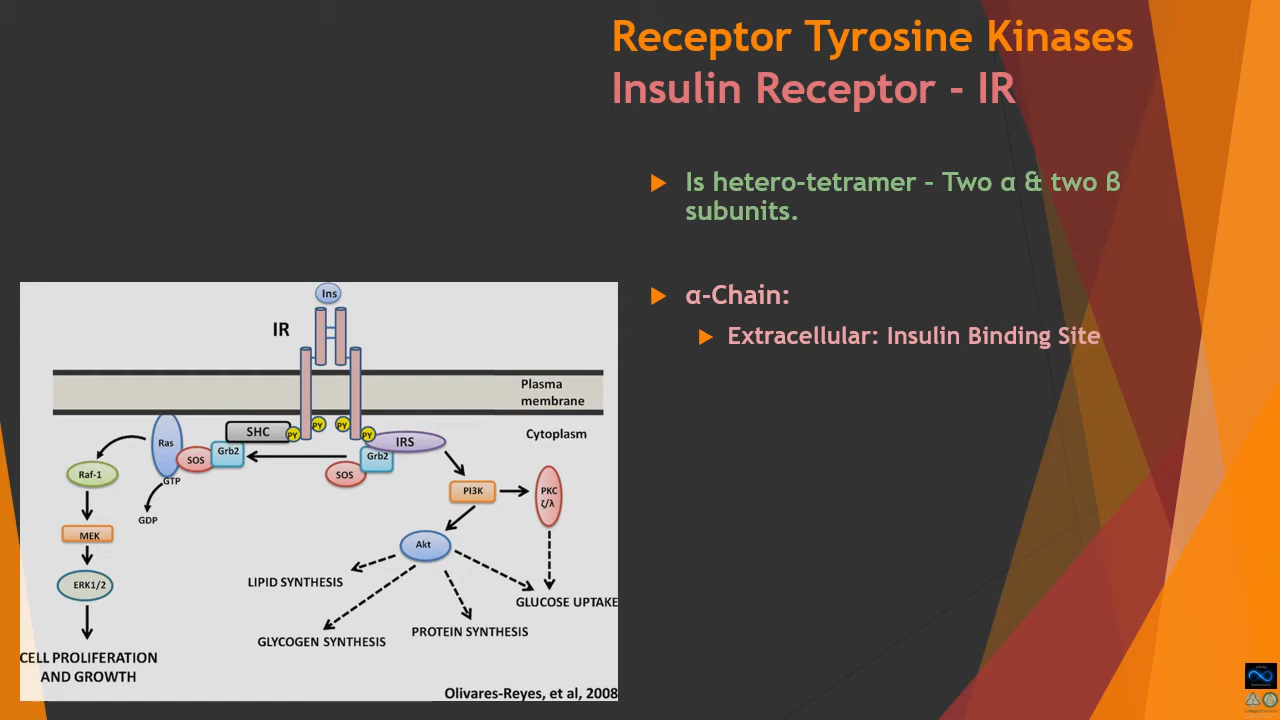 Receptor Tyrosine Kinases
Insulin Receptor - IR
Is hetero-tetramer – Two α & two β
subunits.
α-Chain:
Extracellular: Insulin Binding Site
Ins
IR
Plasma
membrane
Cytoplasm
SHC
PY
PY
PY
PY
IRS
Ras
SOS
Grb2
Grb2
SOS
GTP
GDP
Raf-1
MEK
ERK1/2
CELL PROLIFERATION
AND GROWTH
PI3K
PKC
ζ/λ
Akt
LIPID SYNTHESIS
GLYCOGEN SYNTHESIS
PROTEIN SYNTHESIS
GLUCOSE UPTAKE
Olivares-Reyes, et al, 2008